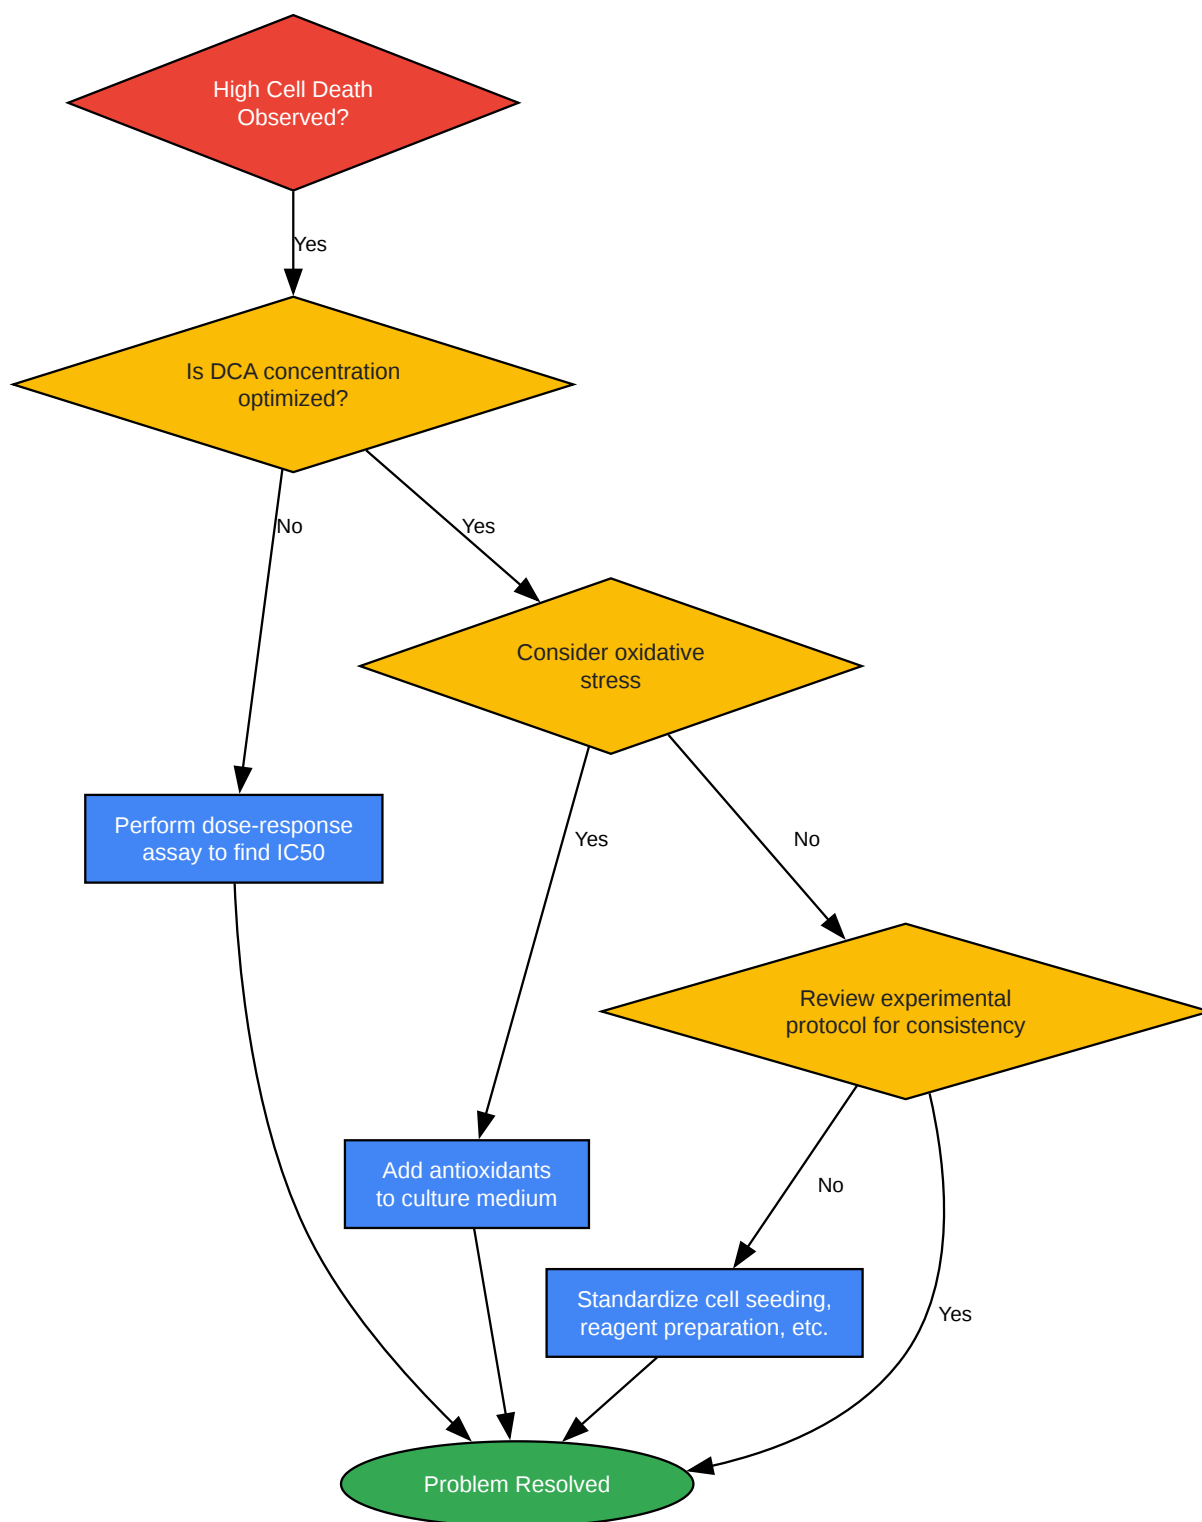 High Cell Death
Observed?
Yes
Is DCA concentration
optimized?
No
Yes
Consider oxidative
stress
Perform dose-response
assay to find IC50
Yes
No
Review experimental
protocol for consistency
Add antioxidants
to culture medium
No
Standardize cell seeding,
reagent preparation, etc.
Yes
Problem Resolved